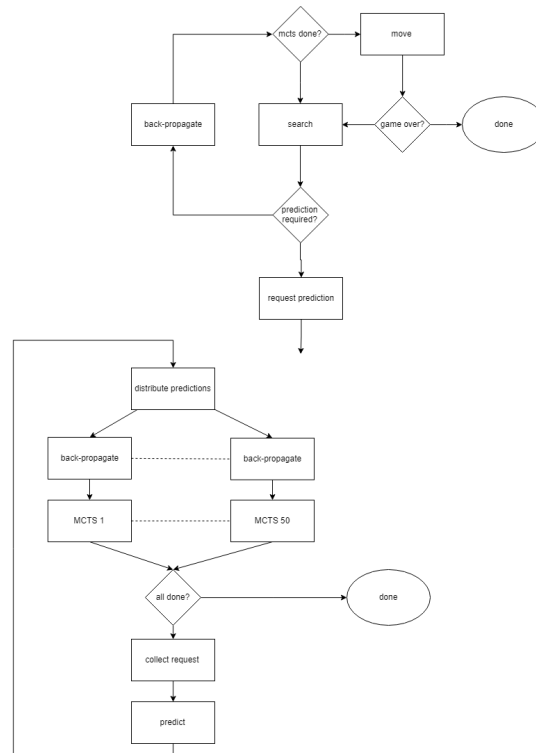 mcts done?
move
back-propagate
search
game over?
done
prediction
required?
request prediction
distribute predictions
back-propagate
back-propagate
MCTS 1
MCTS 50
all done?
done
collect request
predict